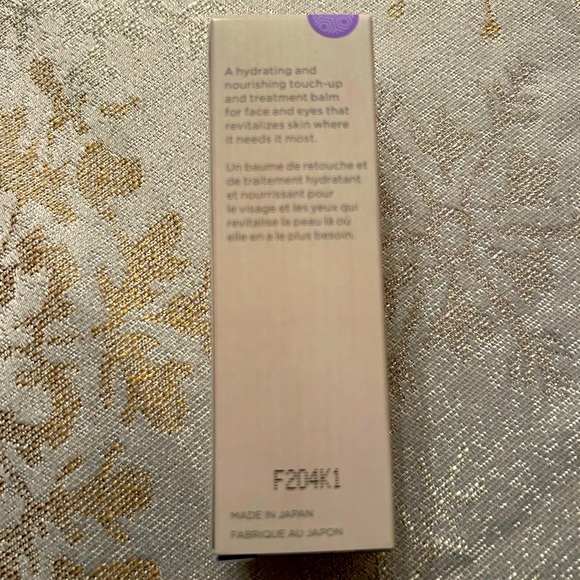 A hydrating and
nourishing touch-up
and treatment balm
for face and eyes that
revitalizes skin where
it needs it most.
Un baume de retouche et
de traitement hydratant
et nourrissant pour
le visage et les yeux qui
revitalise la peau là où
elle en a le plus besoin.
F204K1
MADE IN JAPAN
FABRIQUE AU JAPON